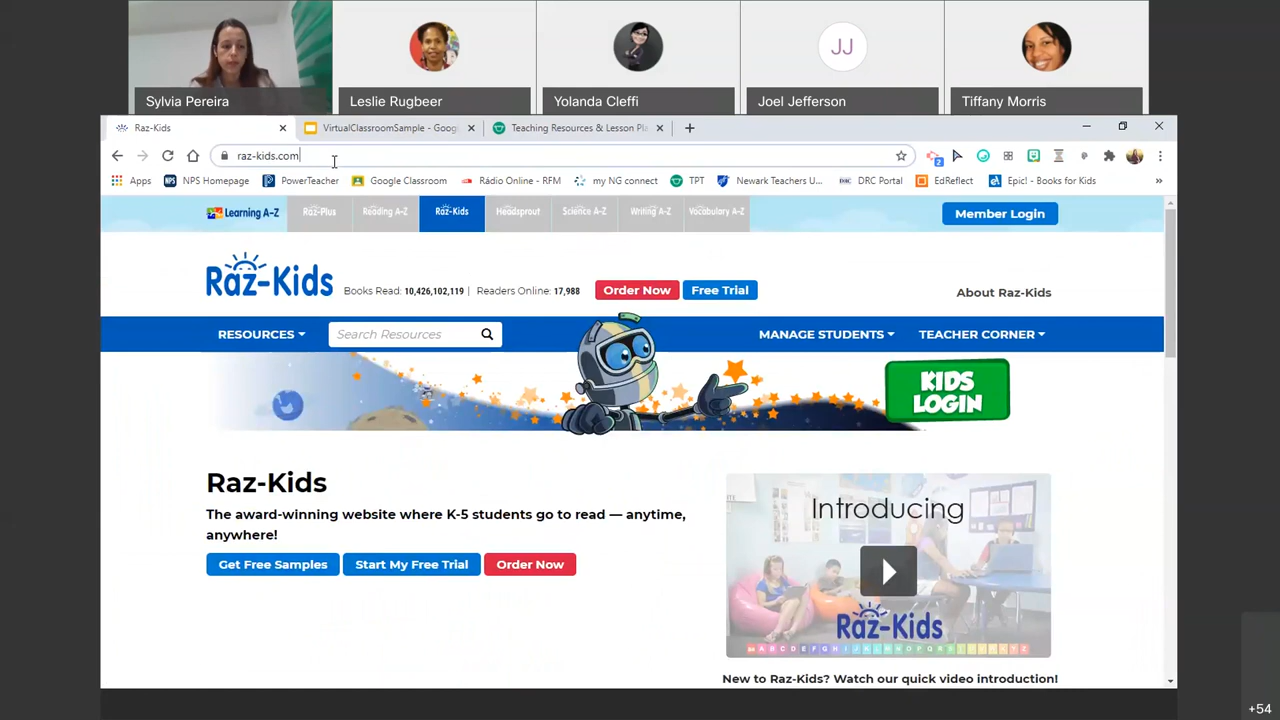 Sylvia Pereira
Leslie Rugbeer
Yolanda Cleffi
JJ
Joel Jefferson
Tiffany Morris
Raz-Kids
VirtualClassroomSample - Goog
Teaching Resources & Lesson Pla
raz-kids.com
2
Apps
NPS Homepage
PowerTeacher
Google Classroom
Rádio Online - RFM
my NG connect
TPT
Newark Teachers U...
DRC Portal
EdReflect
Epic! - Books for Kids
Learning A-Z
Raz-Plus
Reading A-Z
Raz-Kids
Headsprout
Science A-Z
Writing A-Z
Vocabulary A-Z
Member Login
Raz-Kids
Books Read: 10,426,102,119 | Readers Online: 17,988
Order Now
Free Trial
About Raz-Kids
RESOURCES
Search Resources
MANAGE STUDENTS
TEACHER CORNER
KIDS
LOGIN
Raz-Kids
The award-winning website where K-5 students go to read — anytime,
anywhere!
Get Free Samples
Start My Free Trial
Order Now
Introducing
Raz-Kids
A B C D E F G H I J K L M N O P Q R S T U V W X Y Z
New to Raz-Kids? Watch our quick video introduction!
+54